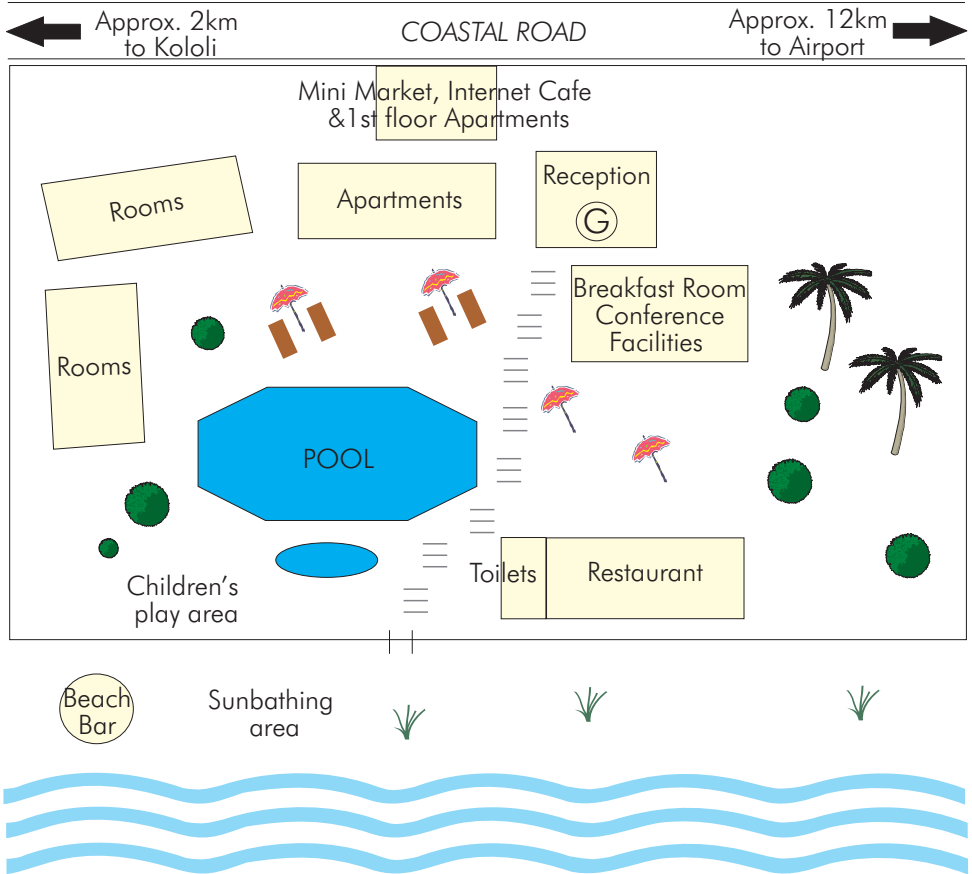 Approx. 2km
to Kololi
COASTAL ROAD
Approx. 12km
to Airport
Mini Market, Internet Cafe
&1st floor Apartments
Rooms
Apartments
Reception
G
Breakfast Room
Conference
Facilities
Rooms
POOL
Toilets
Restaurant
Children's
play area
Beach
Bar
Sunbathing
area